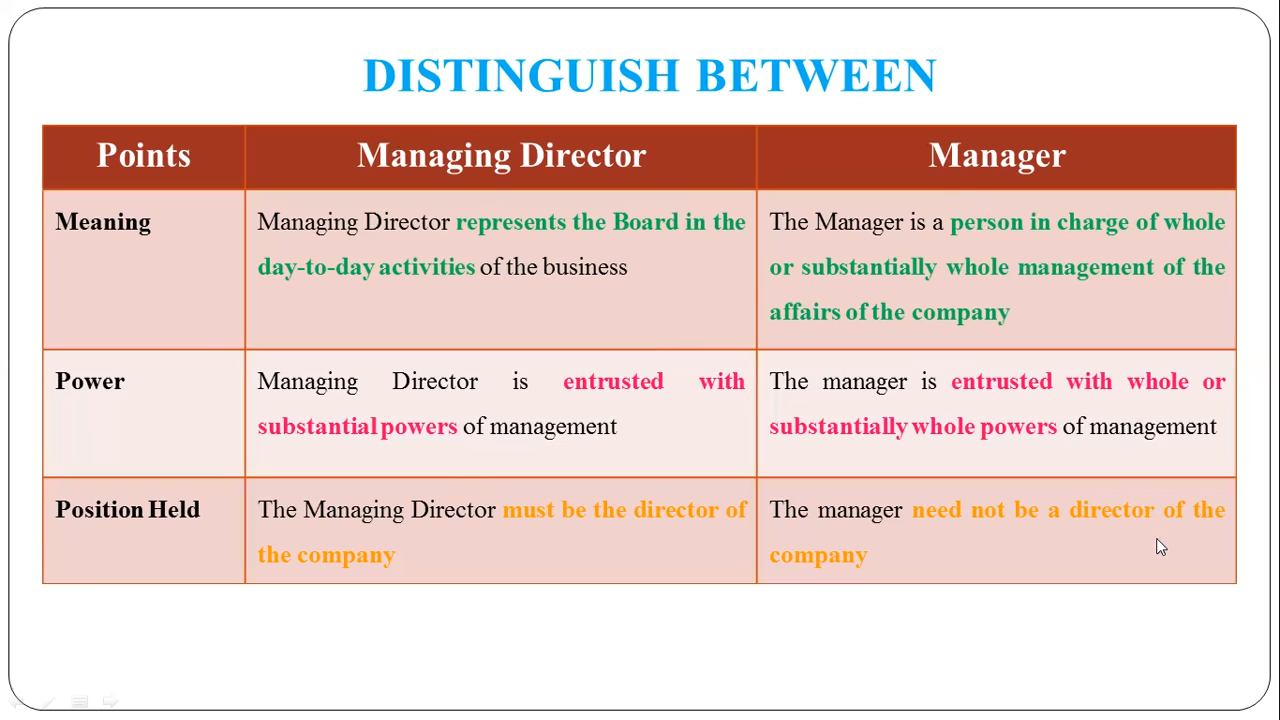 DISTINGUISH BETWEEN
Points
Managing Director
Manager
Meaning
Managing Director represents the Board in the
day-to-day activities of the business
The Manager is a person in charge of whole
or substantially whole management of the
affairs of the company
Power
Managing Director is entrusted with
substantial powers of management
The manager is entrusted with whole or
substantially whole powers of management
Position Held
The Managing Director must be the director of
the company
The manager need not be a director of the
company